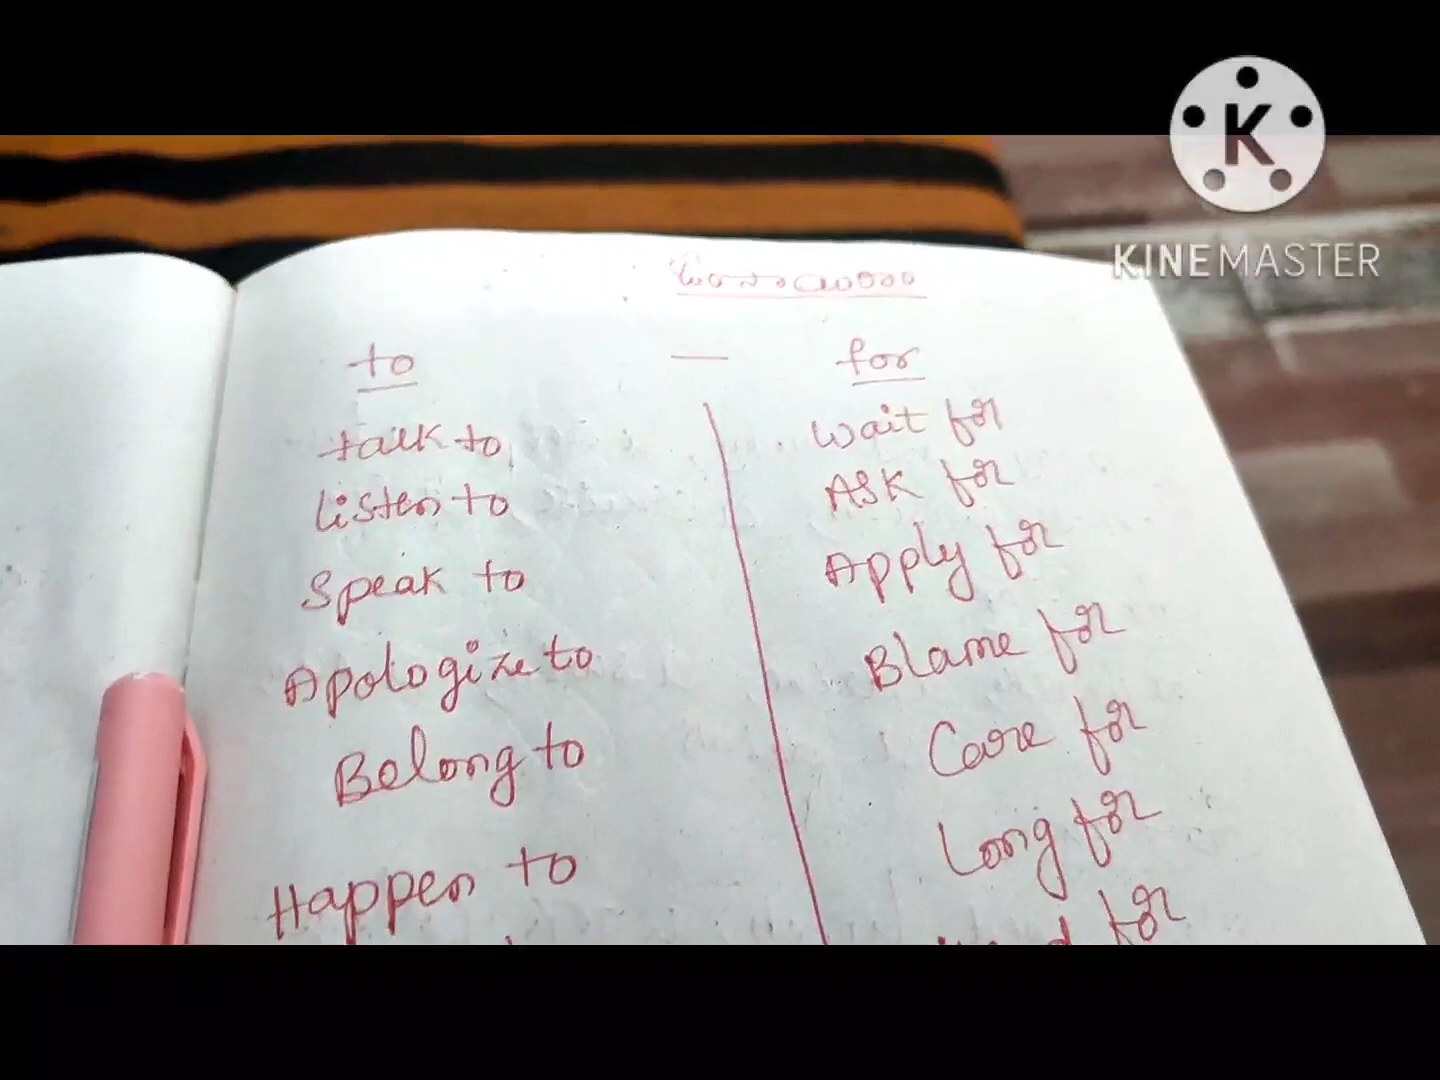 KINEMASTER
to — for
talk to
Listen to
Speak to
Apologize to
Belong to
Happen to
Wait for
ASK for
Apply for
Blame for
Care for
Long for
for